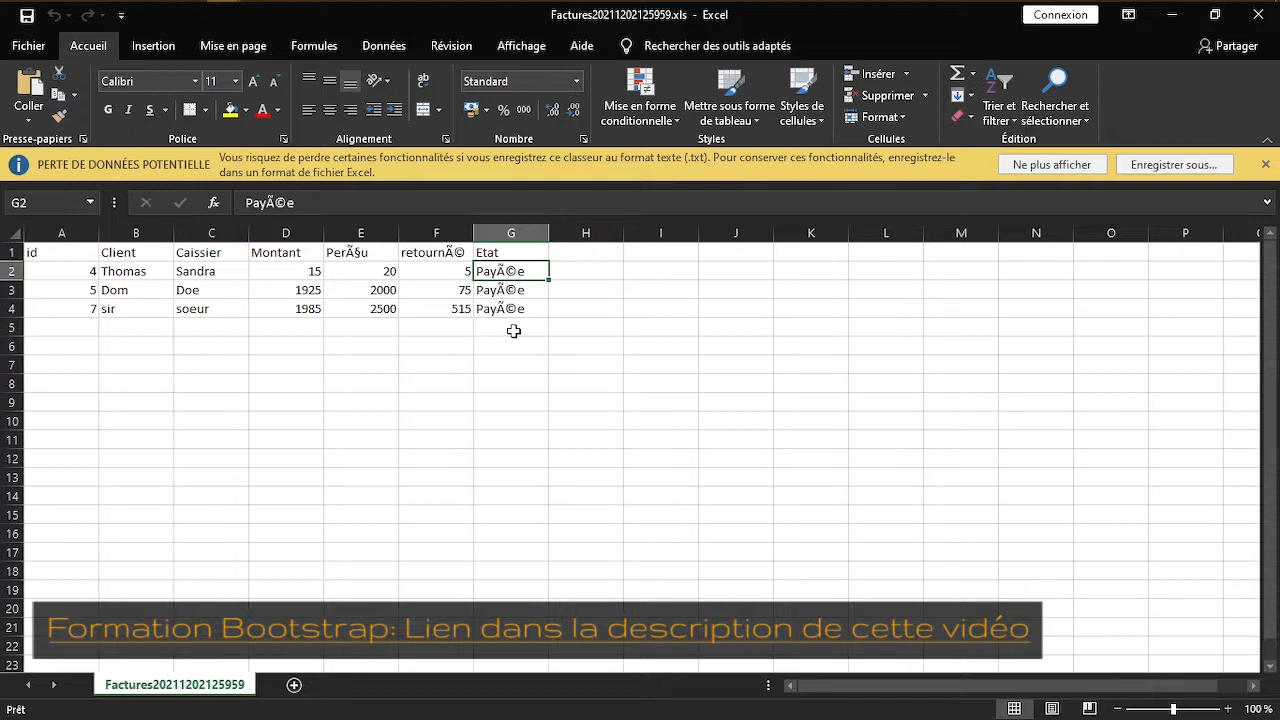 Factures20211202125959.xls - Excel
Connexion
Fichier Accueil Insertion Mise en page Formules Données Révision Affichage Aide Rechercher des outils adaptés Partager
Coller
Calibri 11
Standard
Mise en forme conditionnelle
Mettre sous forme de tableau
Styles de cellules
Insérer
Supprimer
Format
Trier et filtrer
Rechercher et sélectionner
G I S
A A
% 000
Presse-papiers Police Alignement Nombre Styles Cellules Édition
PERTE DE DONNÉES POTENTIELLE Vous risquez de perdre certaines fonctionnalités si vous enregistrez ce classeur au format texte (.txt). Pour conserver ces fonctionnalités, enregistrez-le
dans un format de fichier Excel.
Ne plus afficher Enregistrer sous...
G2 fx PayÃ©e
A B C D E F G H I J K L M N O P
1 id Client Caissier Montant PerÃ§u retournÃ© Etat
2 4 Thomas Sandra 15 20 5 PayÃ©e
3 5 Dom Doe 1925 2000 75 PayÃ©e
4 7 sir soeur 1985 2500 515 PayÃ©e
5
6
7
8
9
10
11
12
13
14
15
16
17
18
19
20
21
22
23
Formation Bootstrap: Lien dans la description de cette vidéo
Factures20211202125959
Prêt 100 %